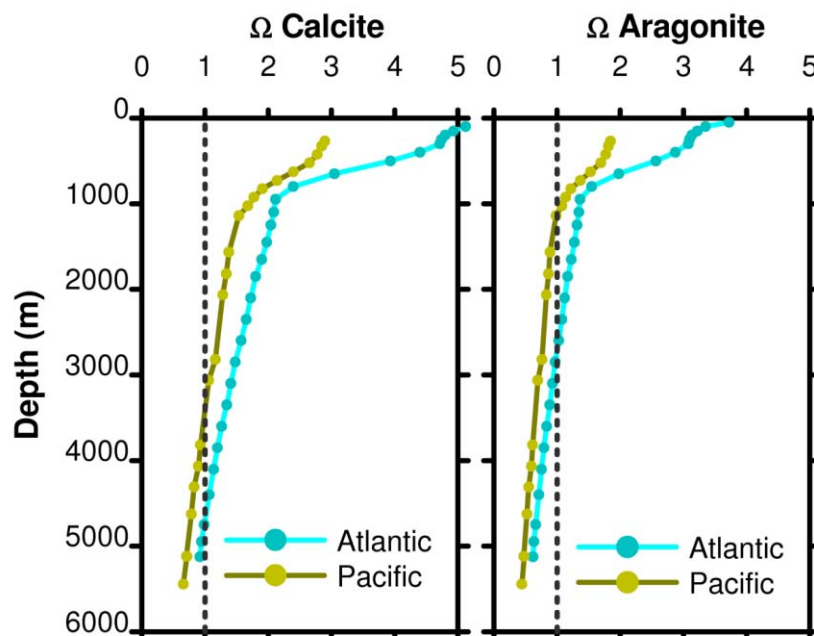 Ω Calcite
Ω Aragonite
0 1 2 3 4 5
0 1 2 3 4 5
Depth (m)
0
1000
2000
3000
4000
5000
6000
Atlantic
Pacific
Atlantic
Pacific